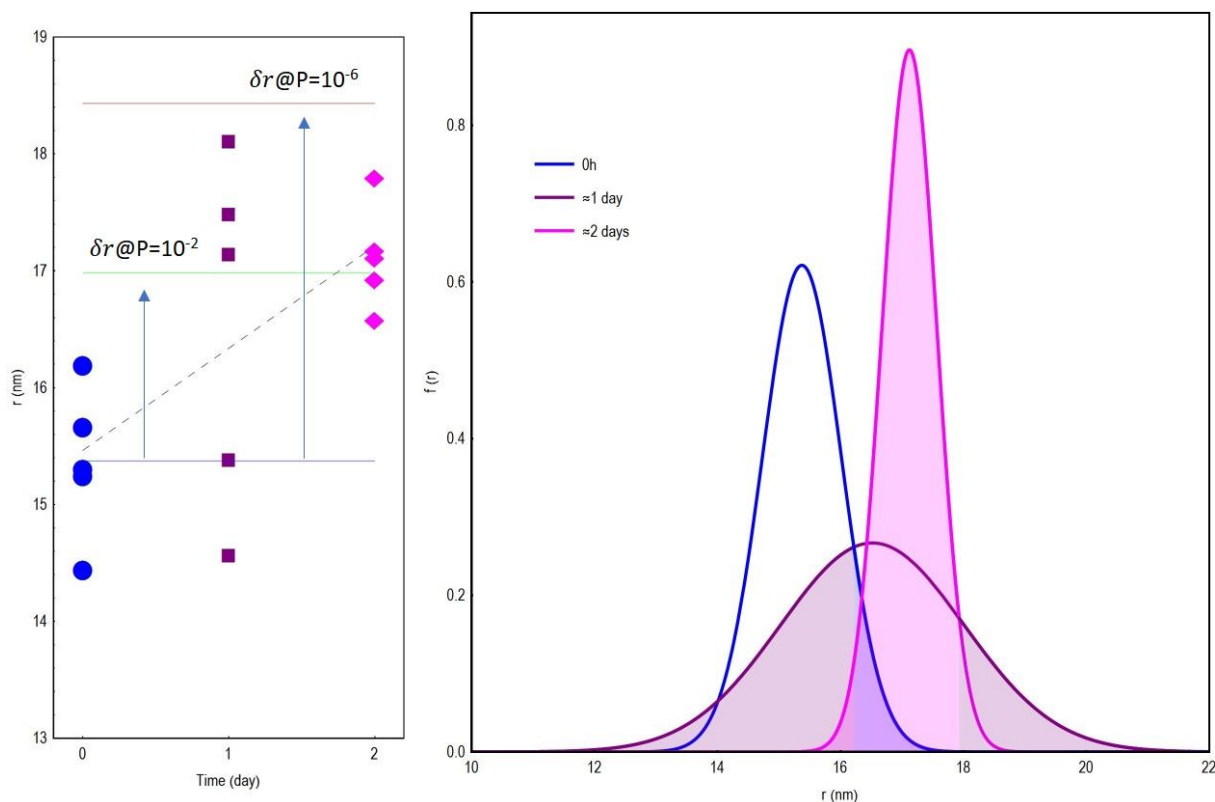 19
18
17
16
15
14
13
r (nm)
δr@P=10⁻⁶
δr@P=10⁻²
0
1
2
Time (day)
0.8
0.6
0.4
0.2
0.0
f (r)
0h
≈1 day
≈2 days
10
12
14
16
18
20
22
r (nm)